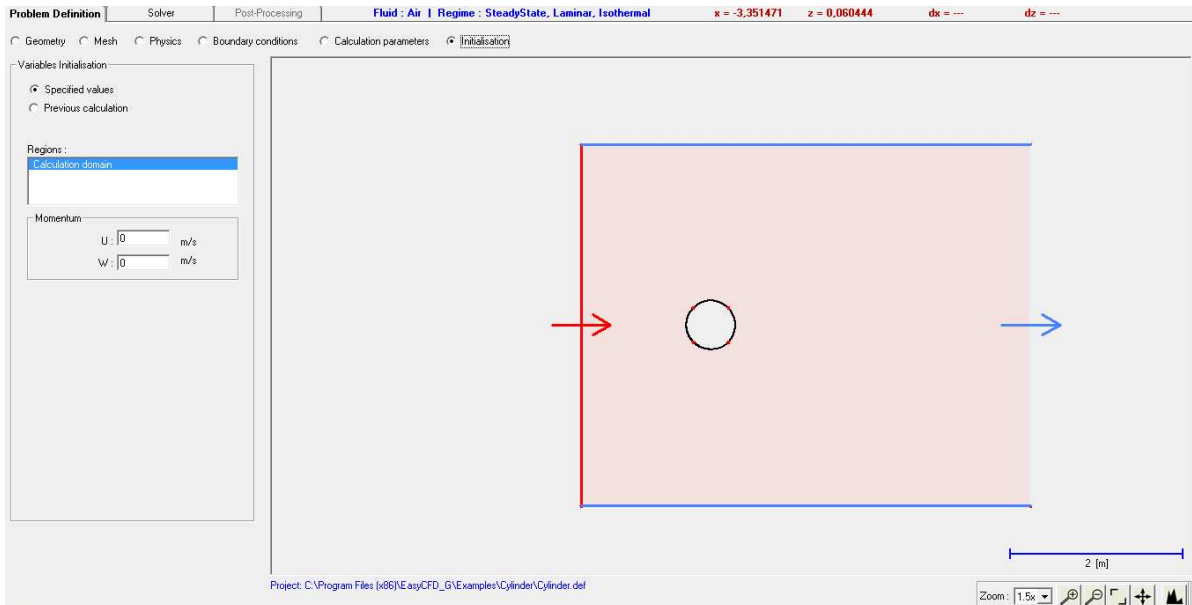 Problem Definition Solver Post-Processing Fluid : Air | Regime : SteadyState, Laminar, Isothermal x = -3,351471 z = 0,060444 dx = --- dz = ---
Geometry Mesh Physics Boundary conditions Calculation parameters Initialisation
Variables Initialisation
Specified values
Previous calculation
Regions :
Calculation domain
Momentum
U : 0 m/s
W : 0 m/s
2 [m]
Project: C:\Program Files (x86)\EasyCFD_G\Examples\Cylinder\Cylinder.def
Zoom : 1.5x